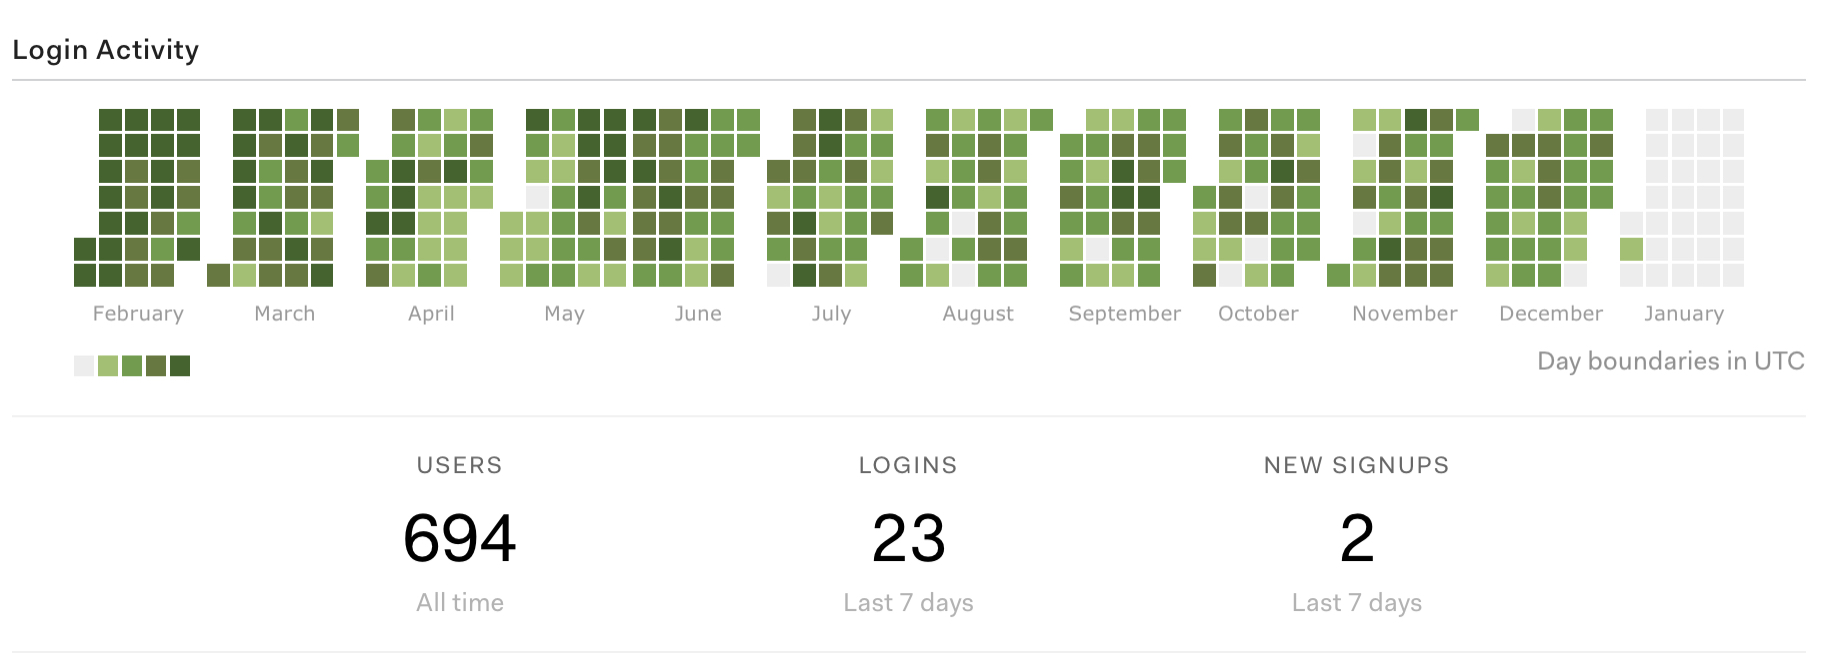 Login Activity
February March April May June July August September October November December January
Day boundaries in UTC
USERS LOGINS NEW SIGNUPS
694 23 2
All time Last 7 days Last 7 days